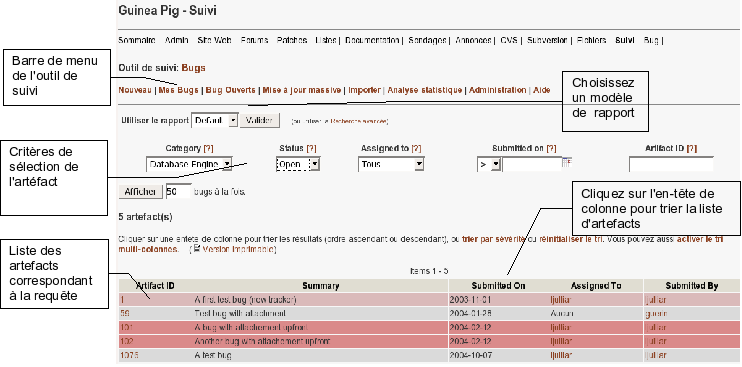 Guinea Pig - Suivi
Sommaire | Admin | Site Web | Forums | Patches | Listes | Documentation | Sondages | Annonces | CVS | Subversion | Fichiers | Suivi | Bug |
Barre de menu
de l'outil de
suivi
Outil de suivi: Bugs
Nouveau | Mes Bugs | Bug Ouverts | Mise à jour massive | Importer | Analyse statistique | Administration | Aide
Choisissez
un modèle
de rapport
Utiliser le rapport Default Valider (ou utiliser la Recherche avancée)
Critères de
sélection de
l'artéfact
Category [?] Status [?] Assigned to [?] Submitted on [?] Artifact ID [?]
Database Engine Open Tous >
Afficher 50 bugs à la fois.
Cliquez sur l'en-tête de
colonne pour trier la liste
d'artefacts
5 artefact(s)
Liste des
artefacts
correspondant
à la requête
Cliquer sur une entête de colonne pour trier les résultats (ordre ascendant ou descendant), ou trier par sévérité ou réinitialiser le tri. Vous pouvez aussi activer le tri
multi-colonnes. ( Version imprimable)
Items 1 - 5
Artifact ID Summary Submitted On Assigned To Submitted By
1 A first test bug (new tracker) 2003-11-01 ljulliar ljulliar
59 Test bug with attachment 2004-01-28 Aucun guerin
101 A bug with attachement upfront 2004-02-12 ljulliar ljulliar
102 Another bug with attachement upfront 2004-02-12 ljulliar ljulliar
1075 A test bug 2004-10-07 ljulliar ljulliar